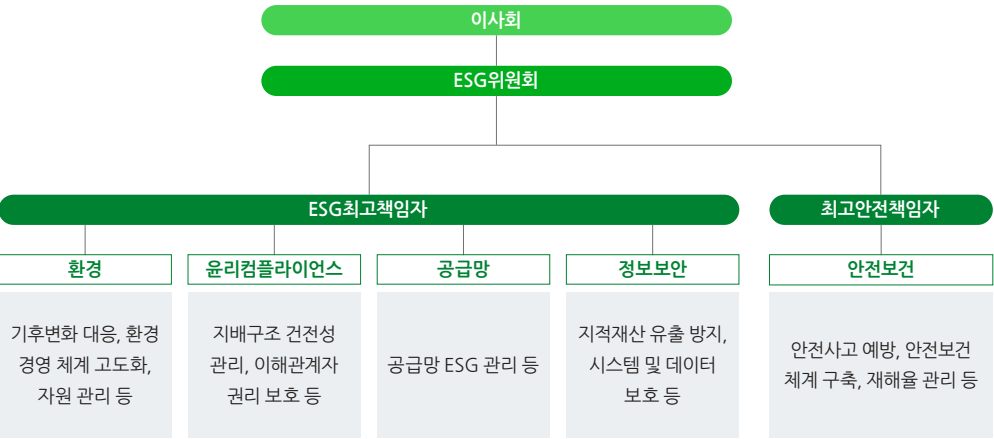 이사회
ESG위원회
ESG최고책임자
최고안전책임자
환경
윤리컴플라이언스
공급망
정보보안
안전보건
기후변화 대응, 환경
경영 체계 고도화,
자원 관리 등
지배구조 건전성
관리, 이해관계자
권리 보호 등
공급망 ESG 관리 등
지적재산 유출 방지,
시스템 및 데이터
보호 등
안전사고 예방, 안전보건
체계 구축, 재해율 관리 등